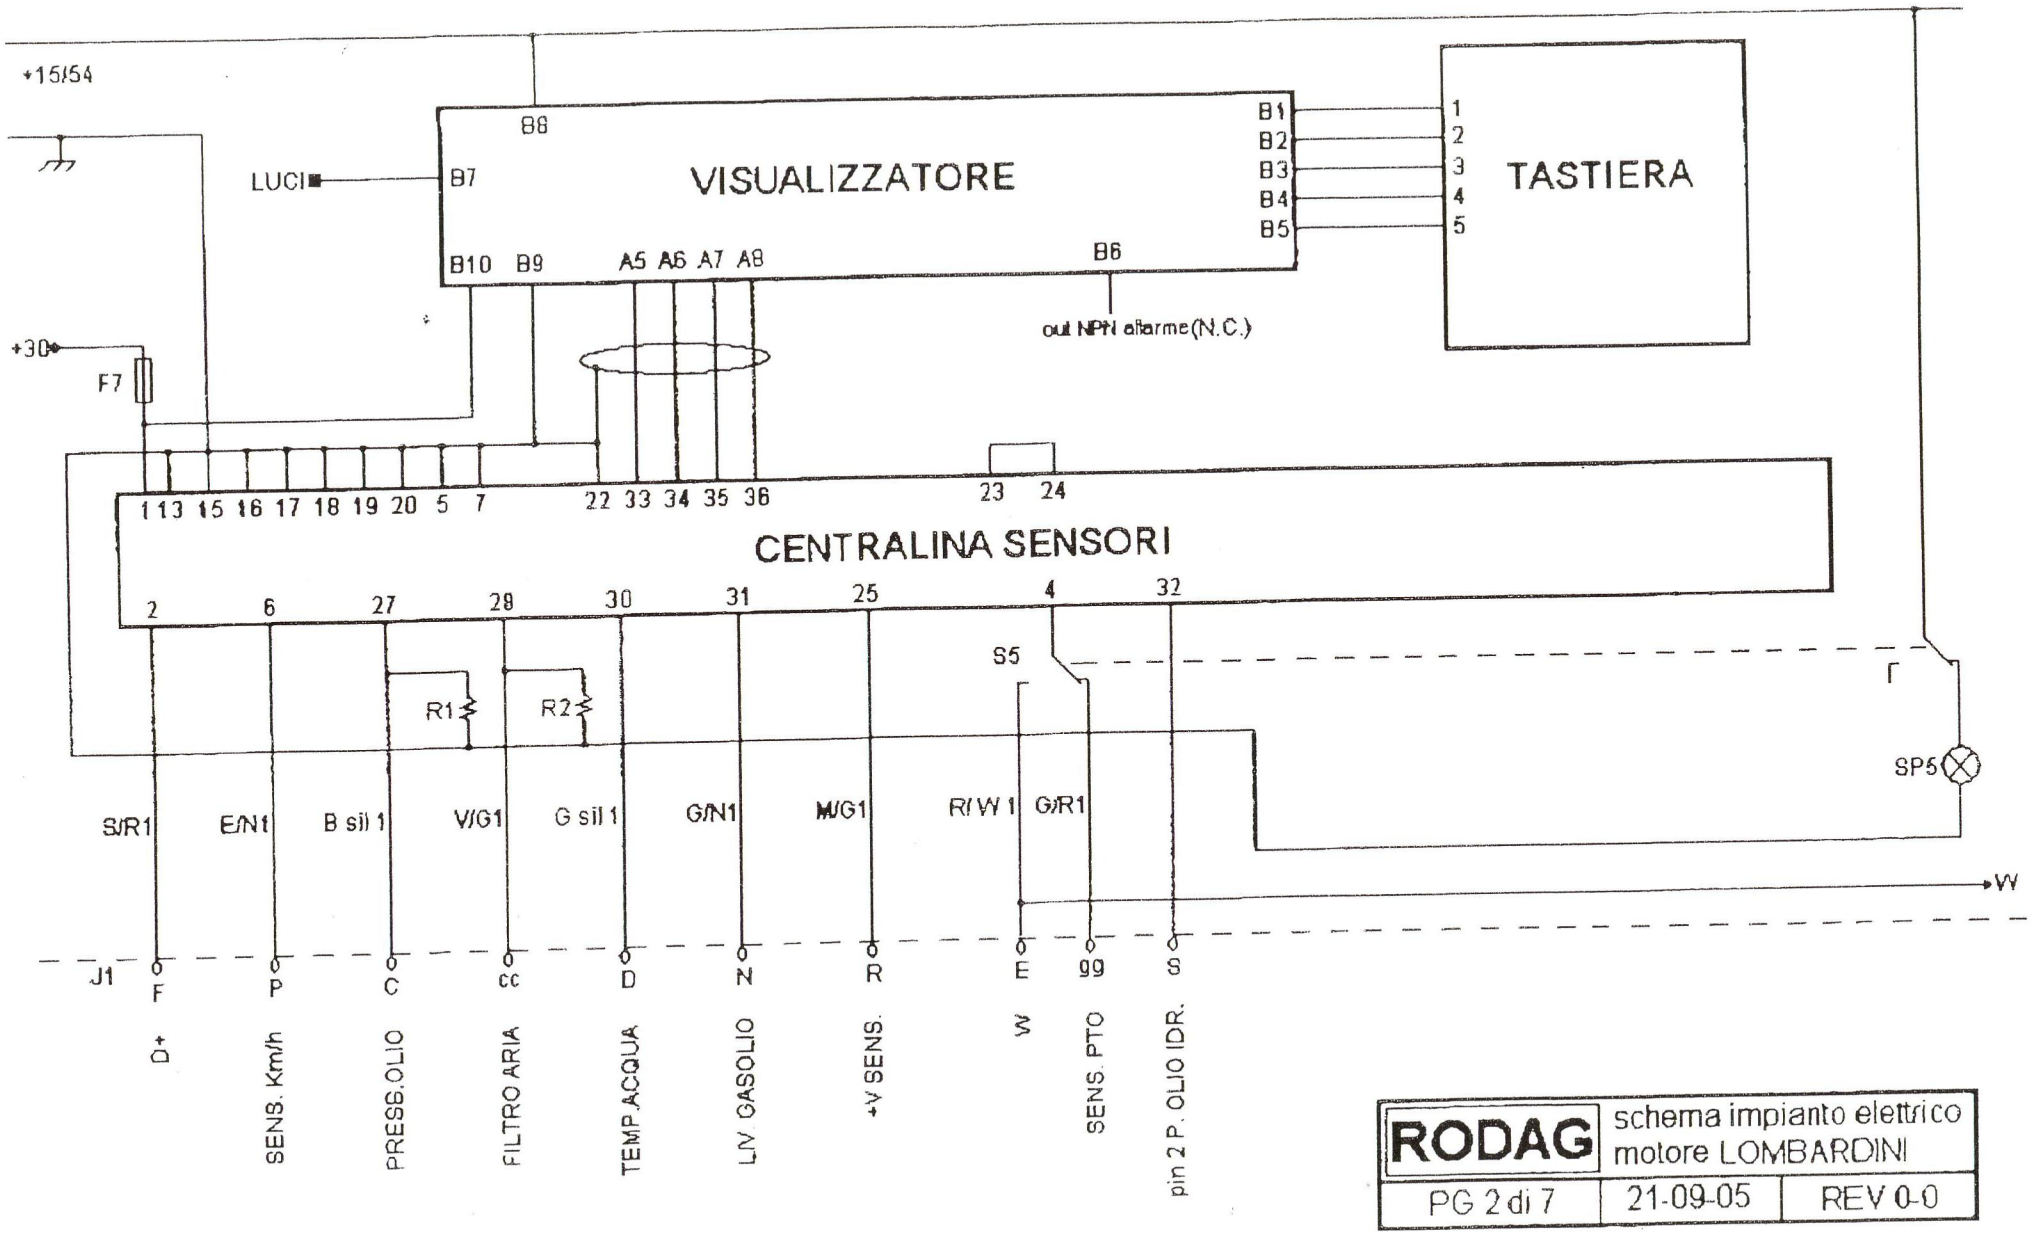 +15/54
B8
LUCI
B7
VISUALIZZATORE
B1
B2
B3
B4
B5
1
2
3
4
5
TASTIERA
B10 B9
A5 A6 A7 A8
B6
out NPN allarme(N.C.)
+30
F7
1 13 15 16 17 18 19 20 5 7 22 33 34 35 36
23 24
CENTRALINA SENSORI
2 6 27 28 30 31 25 4 32
S5
R1
R2
SP5
S/R1 E/N1 B sil 1 V/G1 G sil 1 G/N1 M/G1 R/W 1 G/R1
W
J1
F P C cc D N R E gg S
D+
SENS. Km/h
PRESS.OLIO
FILTRO ARIA
TEMP.ACQUA
LIV. GASOLIO
+V SENS.
W
SENS. PTO
pin 2 P. OLIO IDR.
RODAG
schema impianto elettrico
motore LOMBARDINI
PG 2 di 7
21-09-05
REV 0-0